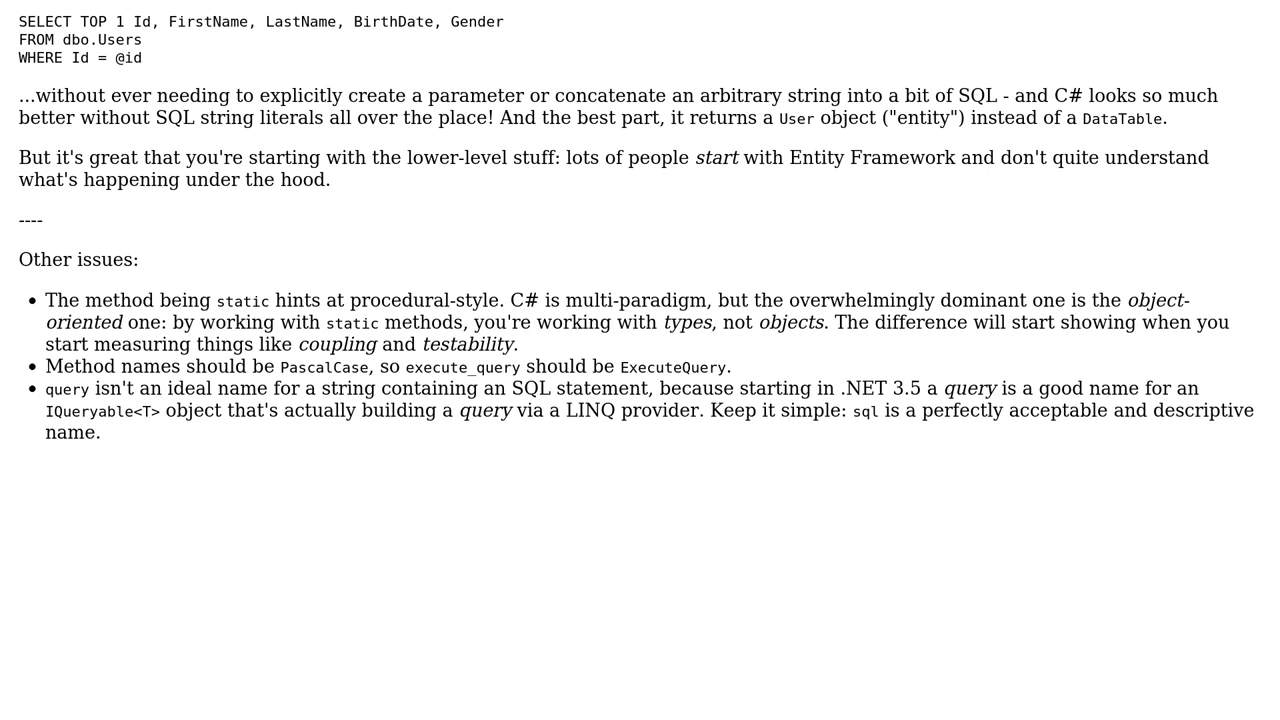 SELECT TOP 1 Id, FirstName, LastName, BirthDate, Gender
FROM dbo.Users
WHERE Id = @id
...without ever needing to explicitly create a parameter or concatenate an arbitrary string into a bit of SQL - and C# looks so much
better without SQL string literals all over the place! And the best part, it returns a User object ("entity") instead of a DataTable.
But it's great that you're starting with the lower-level stuff: lots of people start with Entity Framework and don't quite understand
what's happening under the hood.
----
Other issues:
• The method being static hints at procedural-style. C# is multi-paradigm, but the overwhelmingly dominant one is the object-
oriented one: by working with static methods, you're working with types, not objects. The difference will start showing when you
start measuring things like coupling and testability.
• Method names should be PascalCase, so execute_query should be ExecuteQuery.
• query isn't an ideal name for a string containing an SQL statement, because starting in .NET 3.5 a query is a good name for an
IQueryable<T> object that's actually building a query via a LINQ provider. Keep it simple: sql is a perfectly acceptable and descriptive
name.